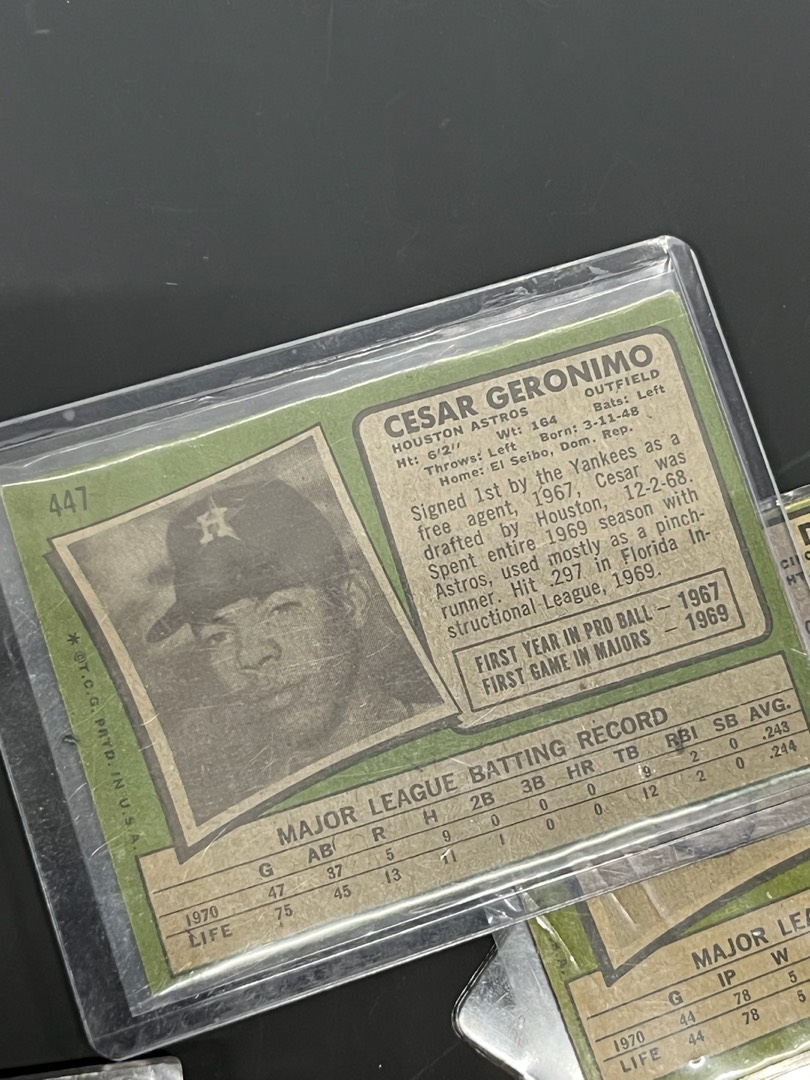 447
CESAR GERONIMO
HOUSTON ASTROS OUTFIELD
Ht: 6'2" Wt: 164 Bats: Left
Throws: Left Born: 3-11-48
Home: El Seibo, Dom. Rep.
Signed 1st by the Yankees as a
free agent, 1967, Cesar was
drafted by Houston, 12-2-68.
Spent entire 1969 season with
Astros, used mostly as a pinch-
runner. Hit .297 in Florida In-
structional League, 1969.
FIRST YEAR IN PRO BALL — 1967
FIRST GAME IN MAJORS — 1969
H
* © T.C.G. PRTD. IN U.S.A.
MAJOR LEAGUE BATTING RECORD
G AB R H 2B 3B HR TB RBI SB AVG.
1970 47 37 5 9 0 0 0 9 2 0 .243
LIFE 75 45 13 11 1 0 0 12 2 0 .244
MAJOR LEA
G IP W
1970 44 78 5
LIFE 44 78 5